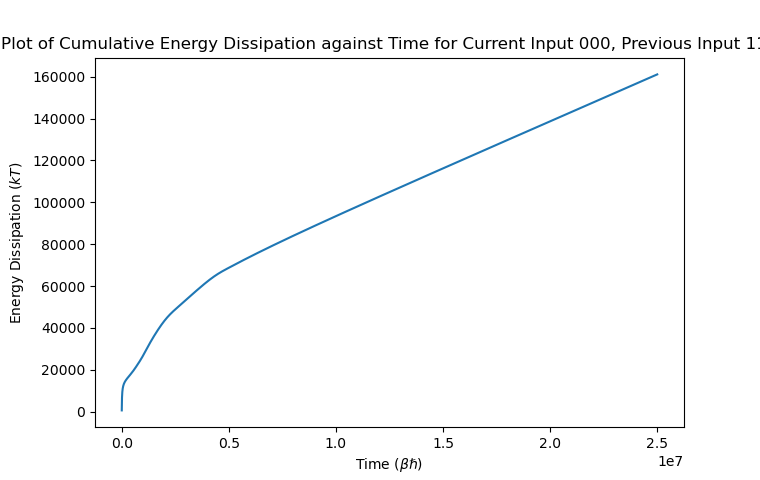 Plot of Cumulative Energy Dissipation against Time for Current Input 000, Previous Input 11
160000
140000
120000
100000
80000
60000
40000
20000
0
Energy Dissipation (kT)
0.0 0.5 1.0 1.5 2.0 2.5
1e7
Time (βħ)